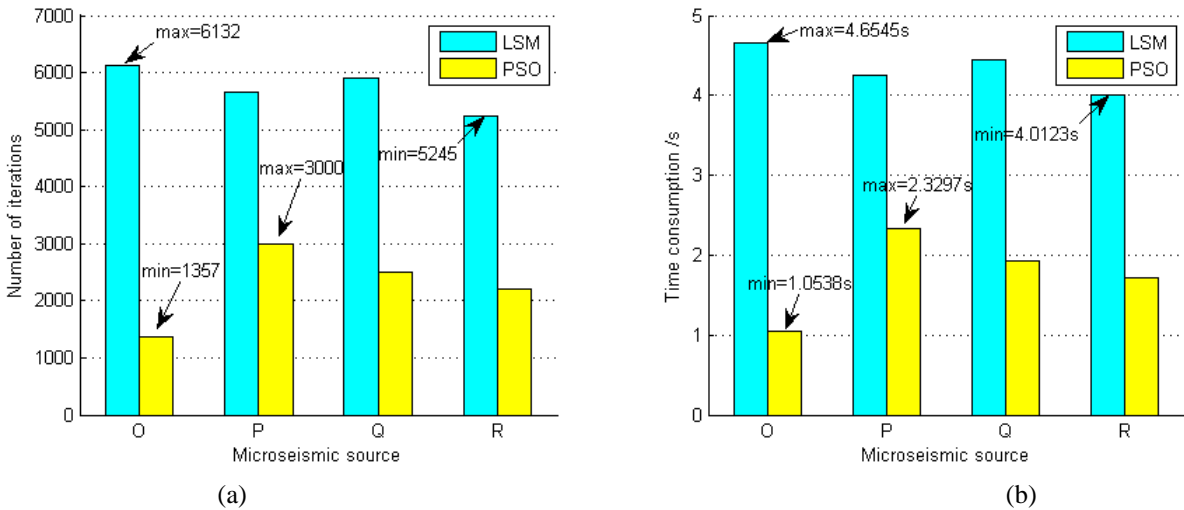 7000
6000
5000
4000
3000
2000
1000
0
Number of iterations
max=6132
LSM
PSO
min=5245
max=3000
min=1357
O P Q R
Microseismic source
(a)
5
4
3
2
1
0
Time consumption /s
max=4.6545s
LSM
PSO
min=4.0123s
max=2.3297s
min=1.0538s
O P Q R
Microseismic source
(b)